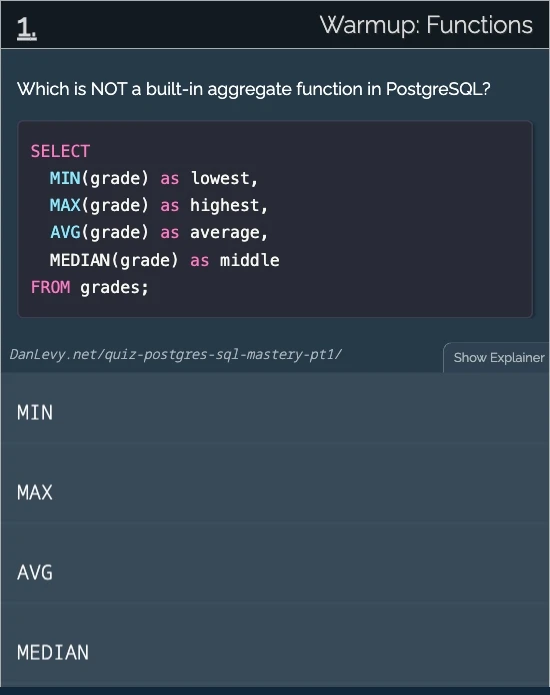 1.
Warmup: Functions
Which is NOT a built-in aggregate function in PostgreSQL?
SELECT
MIN(grade) as lowest,
MAX(grade) as highest,
AVG(grade) as average,
MEDIAN(grade) as middle
FROM grades;
DanLevy.net/quiz-postgres-sql-mastery-pt1/
Show Explainer
MIN
MAX
AVG
MEDIAN